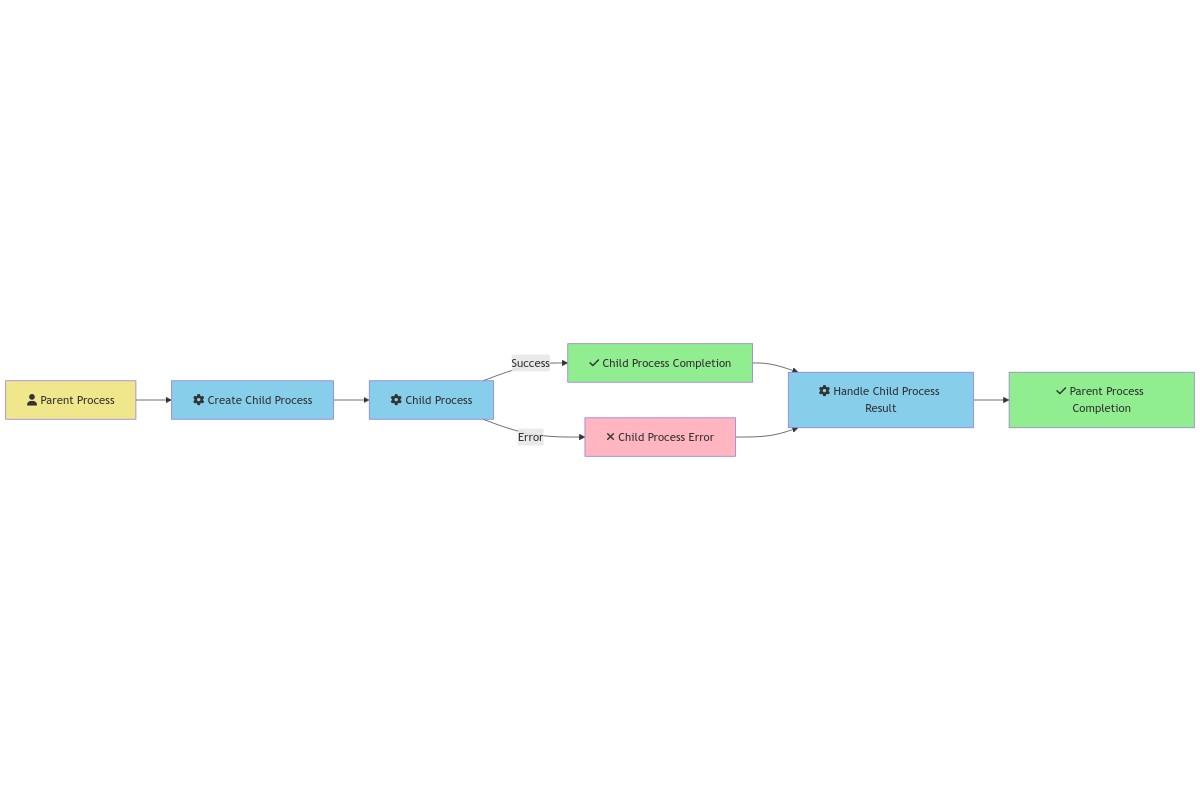 Parent Process
Create Child Process
Child Process
Success
Error
Child Process Completion
Child Process Error
Handle Child Process
Result
Parent Process
Completion